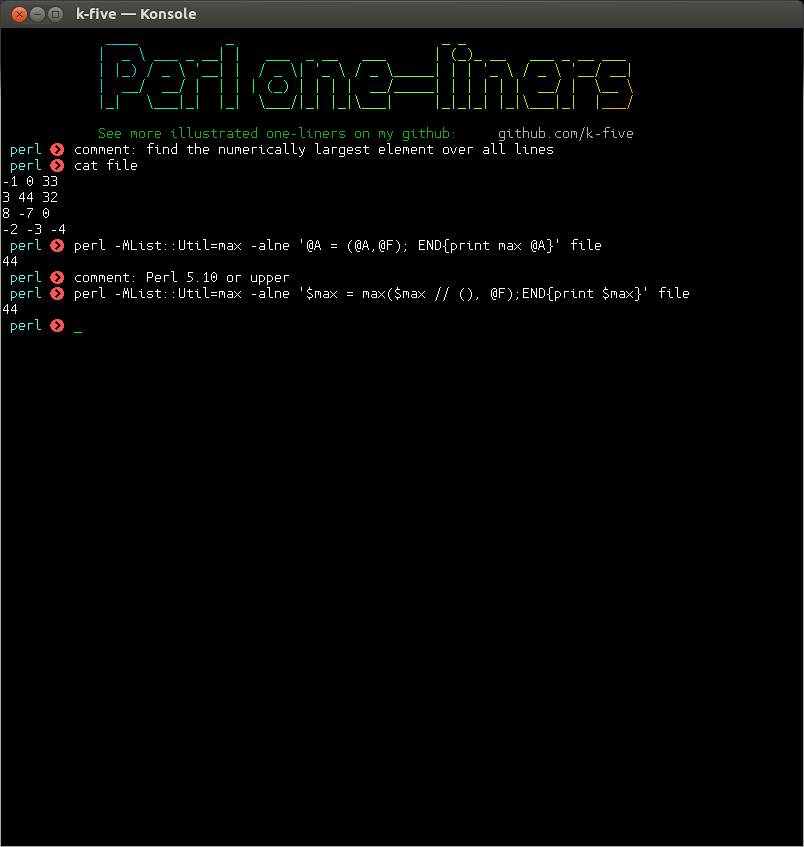 k-five — Konsole
Perl one-liners
See more illustrated one-liners on my github: github.com/k-five
perl comment: find the numerically largest element over all lines
perl cat file
-1 0 33
3 44 32
8 -7 0
-2 -3 -4
perl perl -MList::Util=max -alne '@A = (@A,@F); END{print max @A}' file
44
perl comment: Perl 5.10 or upper
perl perl -MList::Util=max -alne '$max = max($max // (), @F);END{print $max}' file
44
perl _